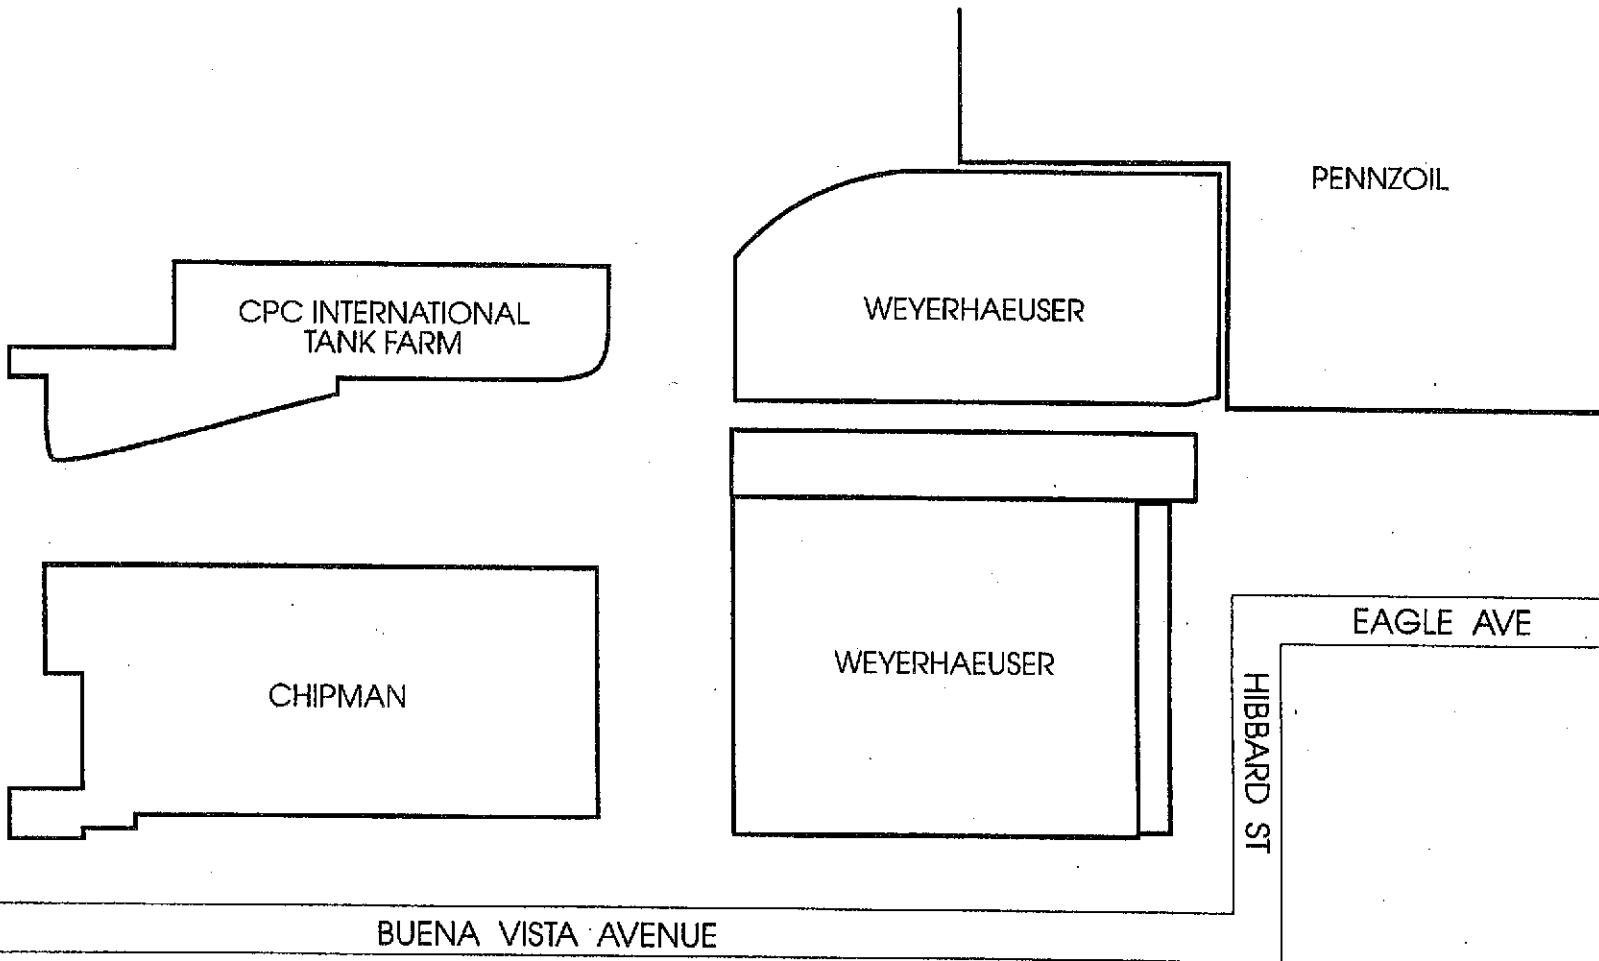 PENNZOIL
CPC INTERNATIONAL
TANK FARM
WEYERHAEUSER
EAGLE AVE
WEYERHAEUSER
CHIPMAN
HIBBARD ST
BUENA VISTA AVENUE